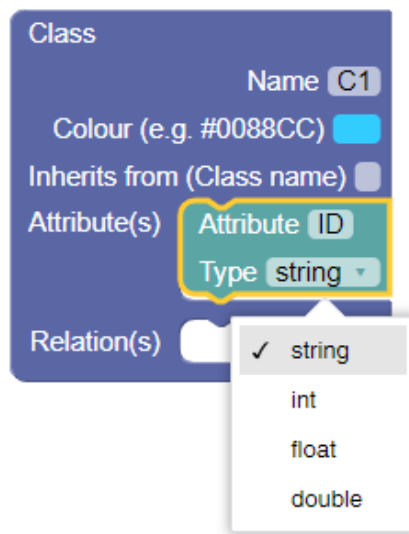 Class
Name C1
Colour (e.g. #0088CC)
Inherits from (Class name)
Attribute(s) Attribute ID
Type string
Relation(s)
✓ string
int
float
double